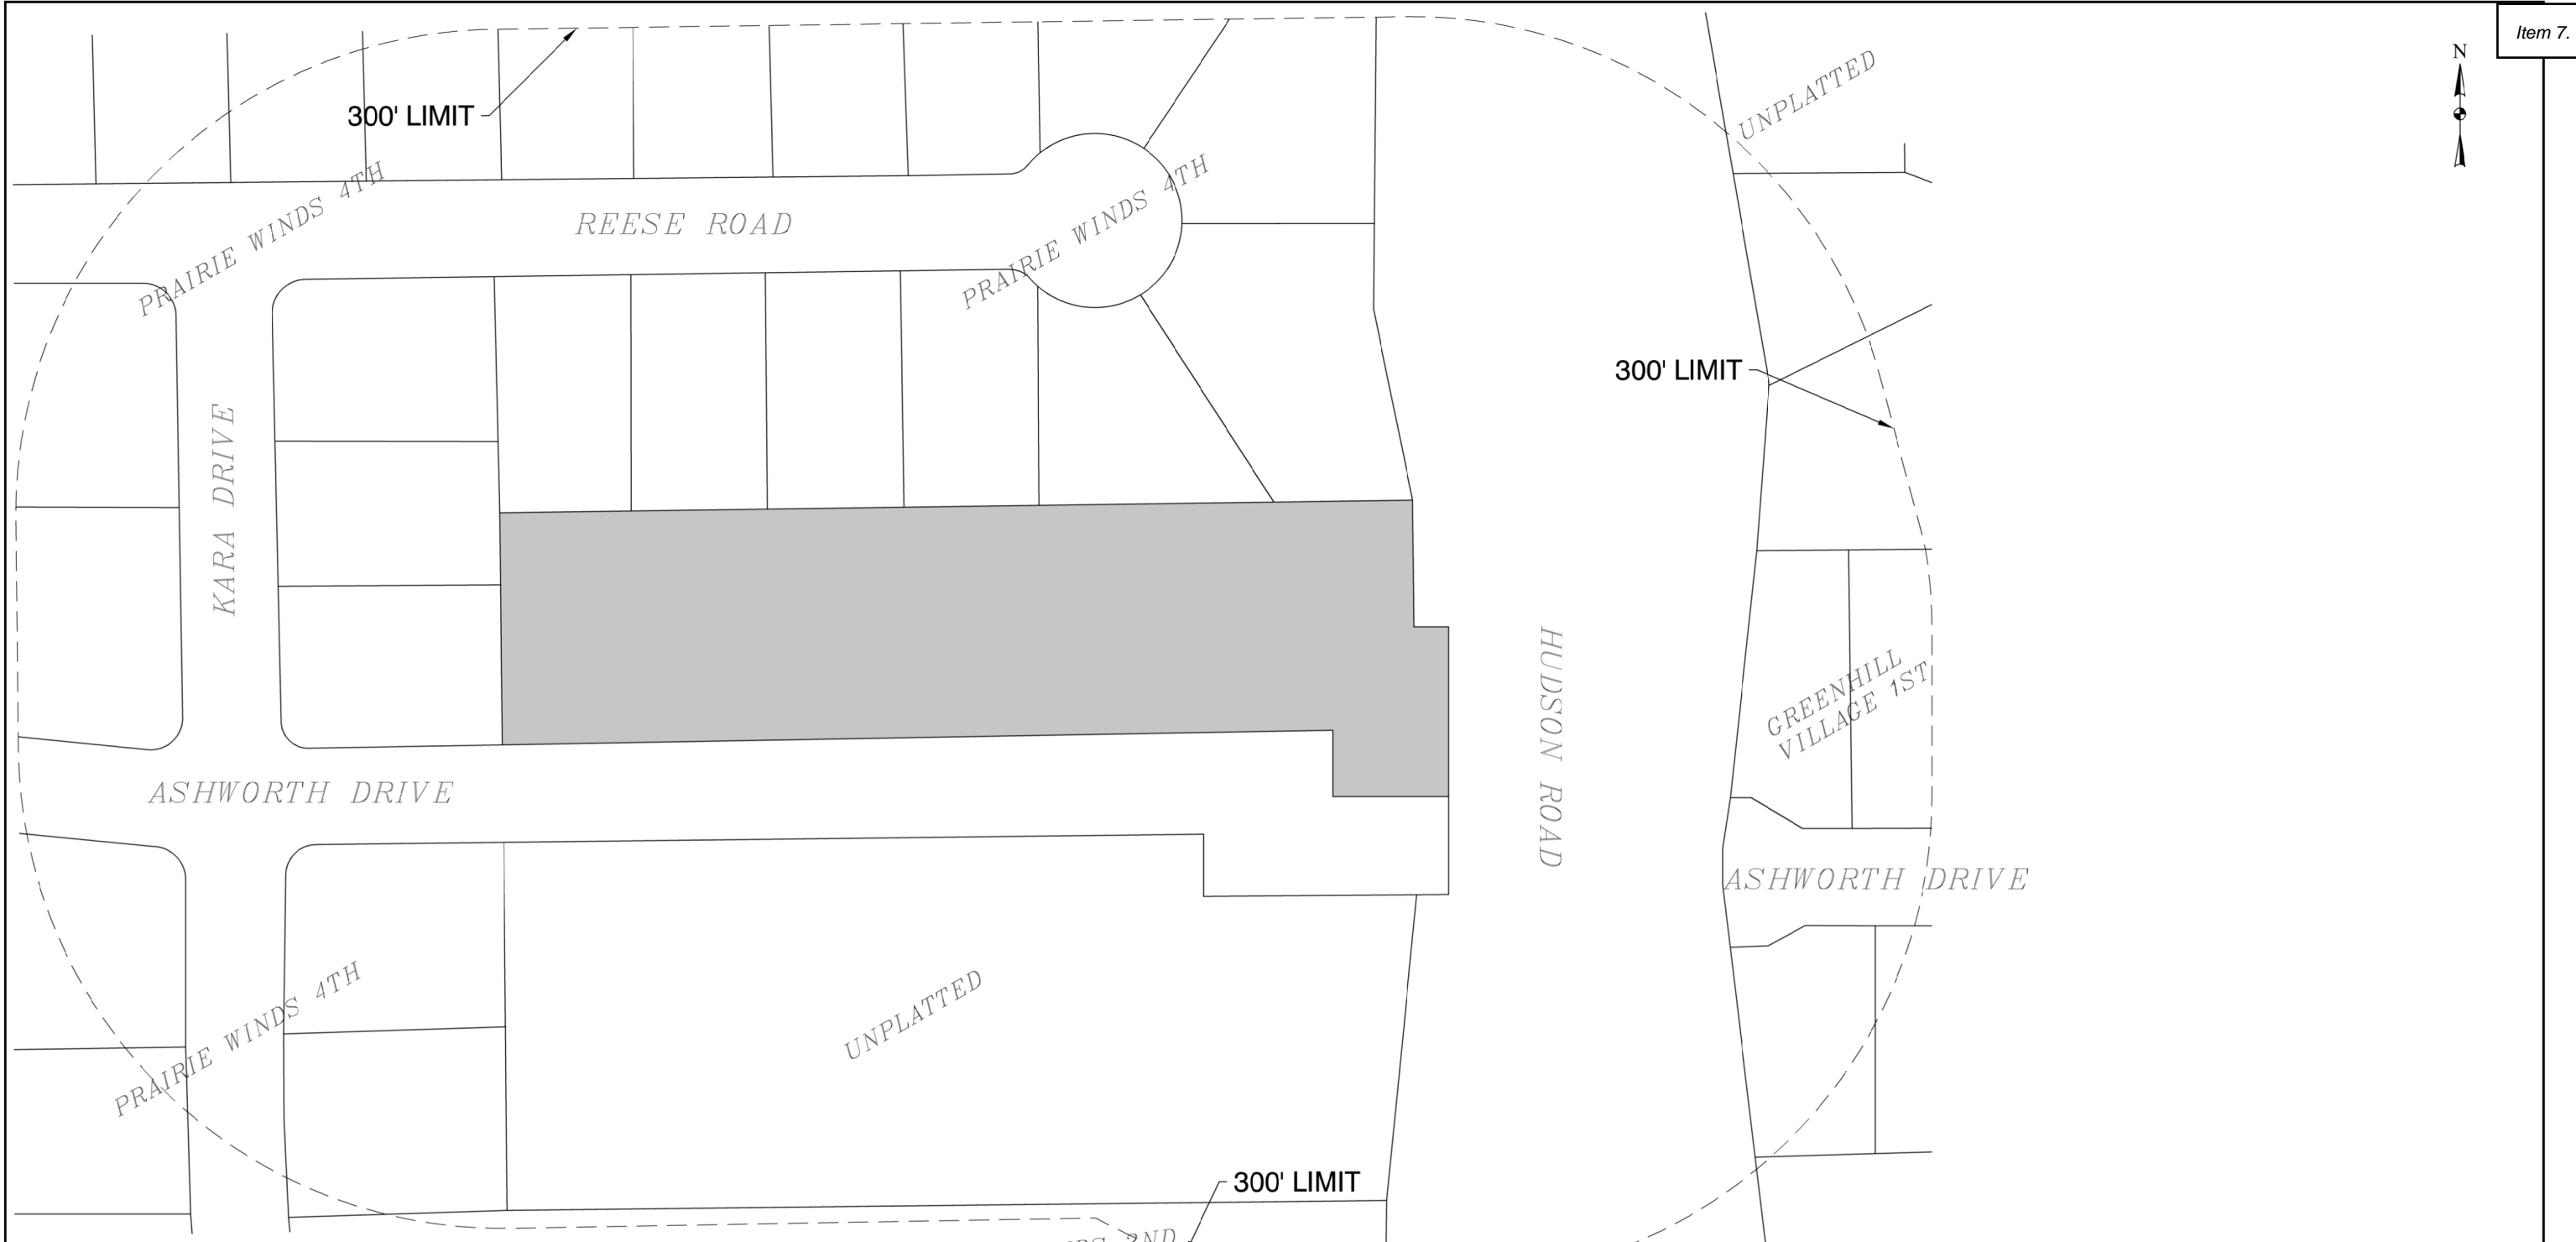 Item 7.
N
UNPLATTED
300' LIMIT
PRAIRIE WINDS 4TH
REESE ROAD
PRAIRIE WINDS 4TH
300' LIMIT
KARA DRIVE
HUDSON ROAD
GREENHILL
VILLAGE 1ST
ASHWORTH DRIVE
ASHWORTH DRIVE
PRAIRIE WINDS 4TH
UNPLATTED
300' LIMIT
2ND